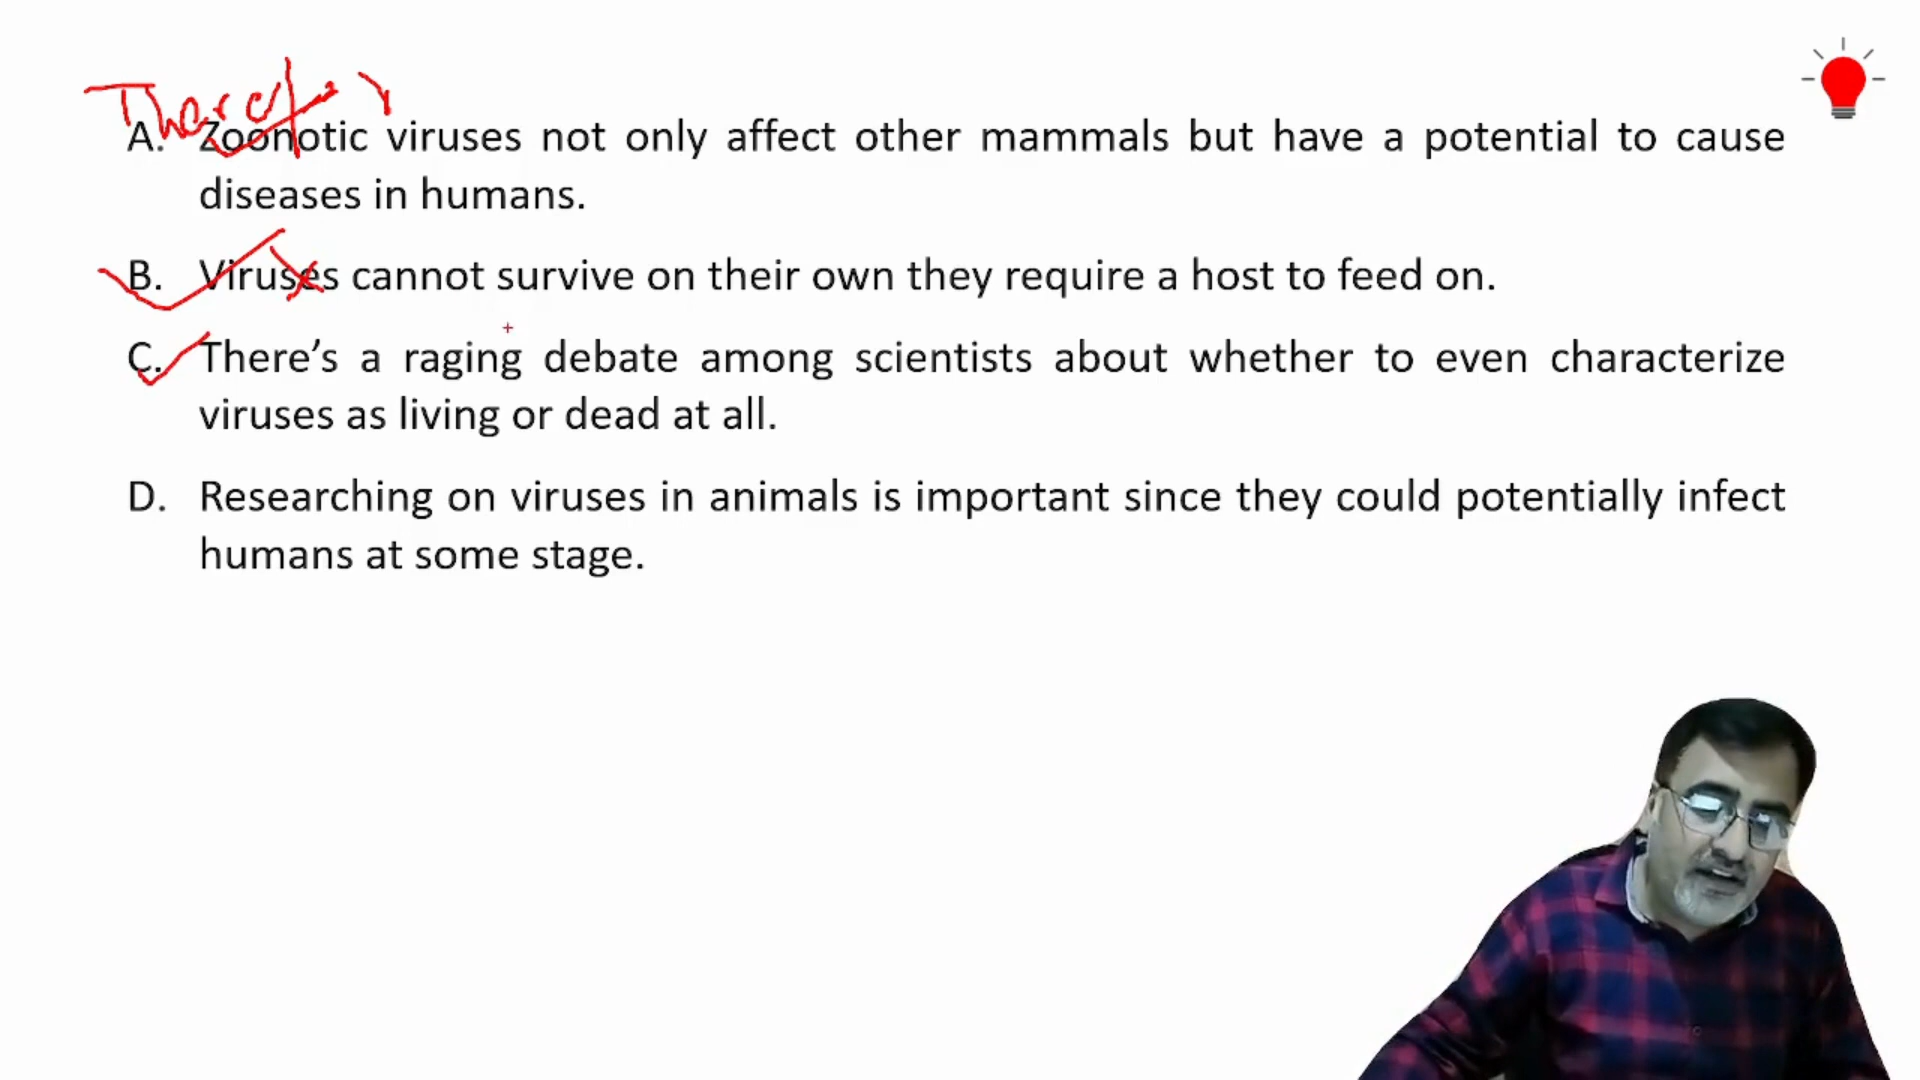 A. Zoonotic viruses not only affect other mammals but have a potential to cause
diseases in humans.
B. Viruses cannot survive on their own they require a host to feed on.
C. There's a raging debate among scientists about whether to even characterize
viruses as living or dead at all.
D. Researching on viruses in animals is important since they could potentially infect
humans at some stage.